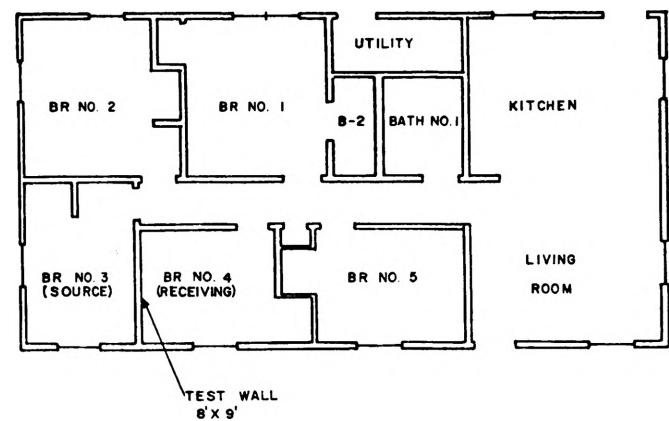 UTILITY
BR NO. 2
BR NO. 1
B-2
BATH NO.1
KITCHEN
BR NO. 3
(SOURCE)
BR NO. 4
(RECEIVING)
BR NO. 5
LIVING
ROOM
TEST WALL
8' X 9'